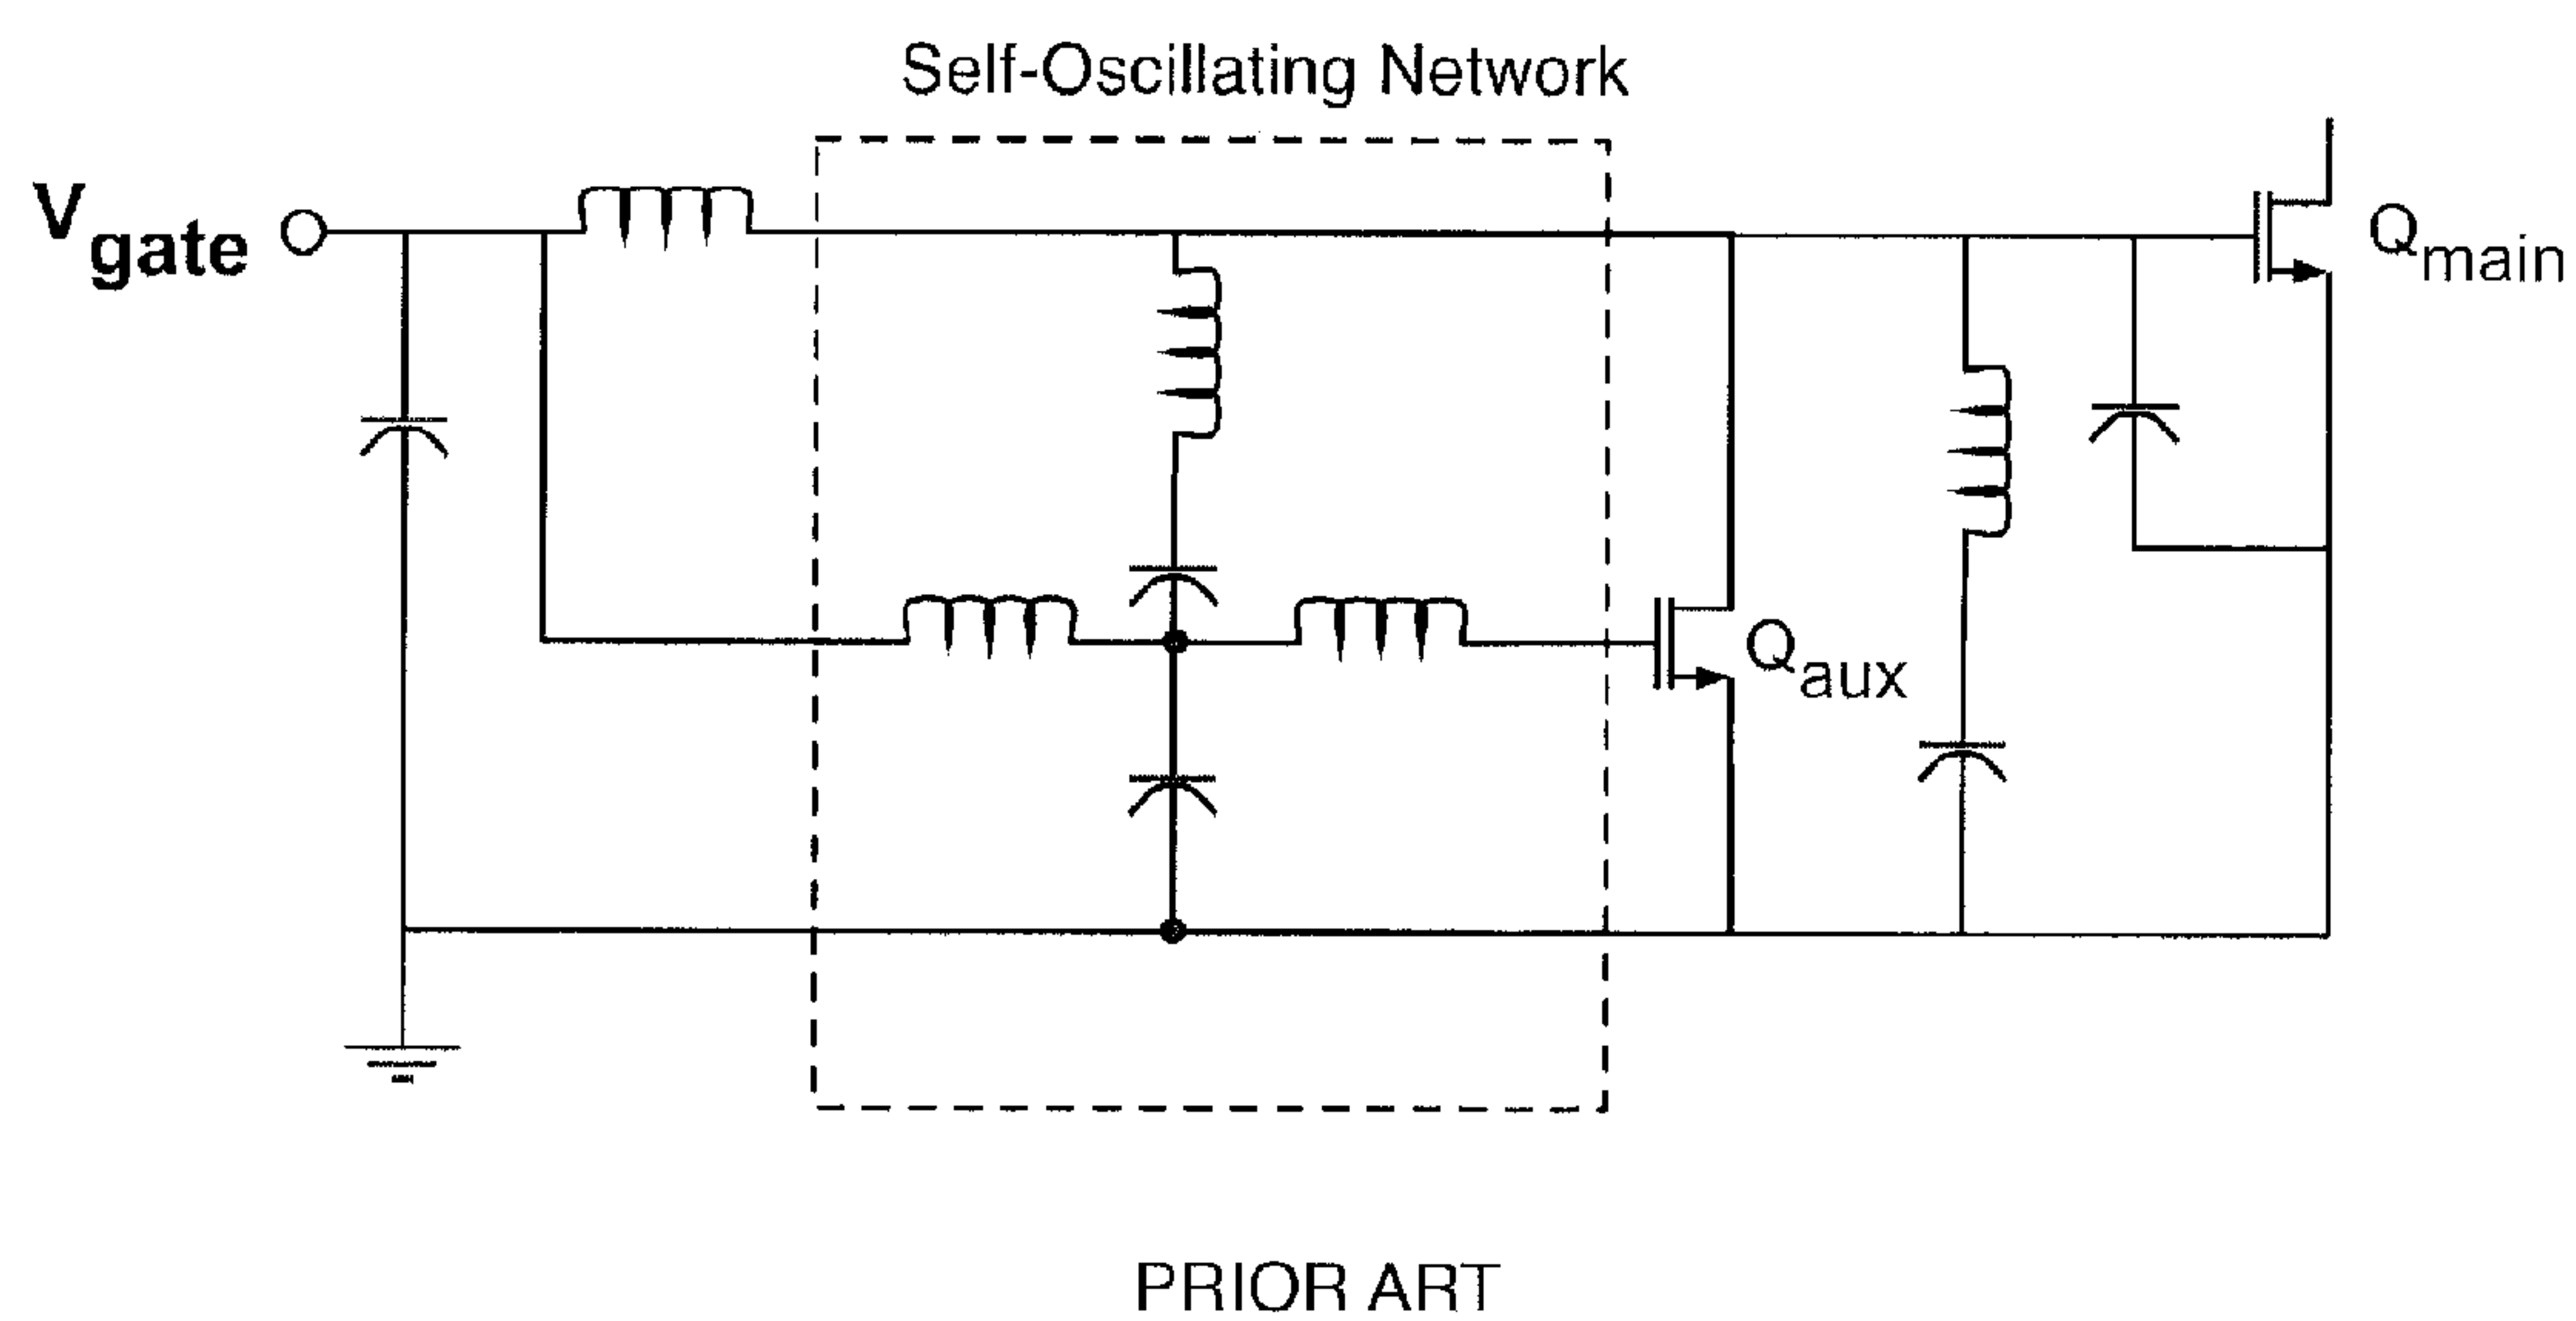 Self-Oscillating Network
Vgate
Qmain
Qaux
PRIOR ART